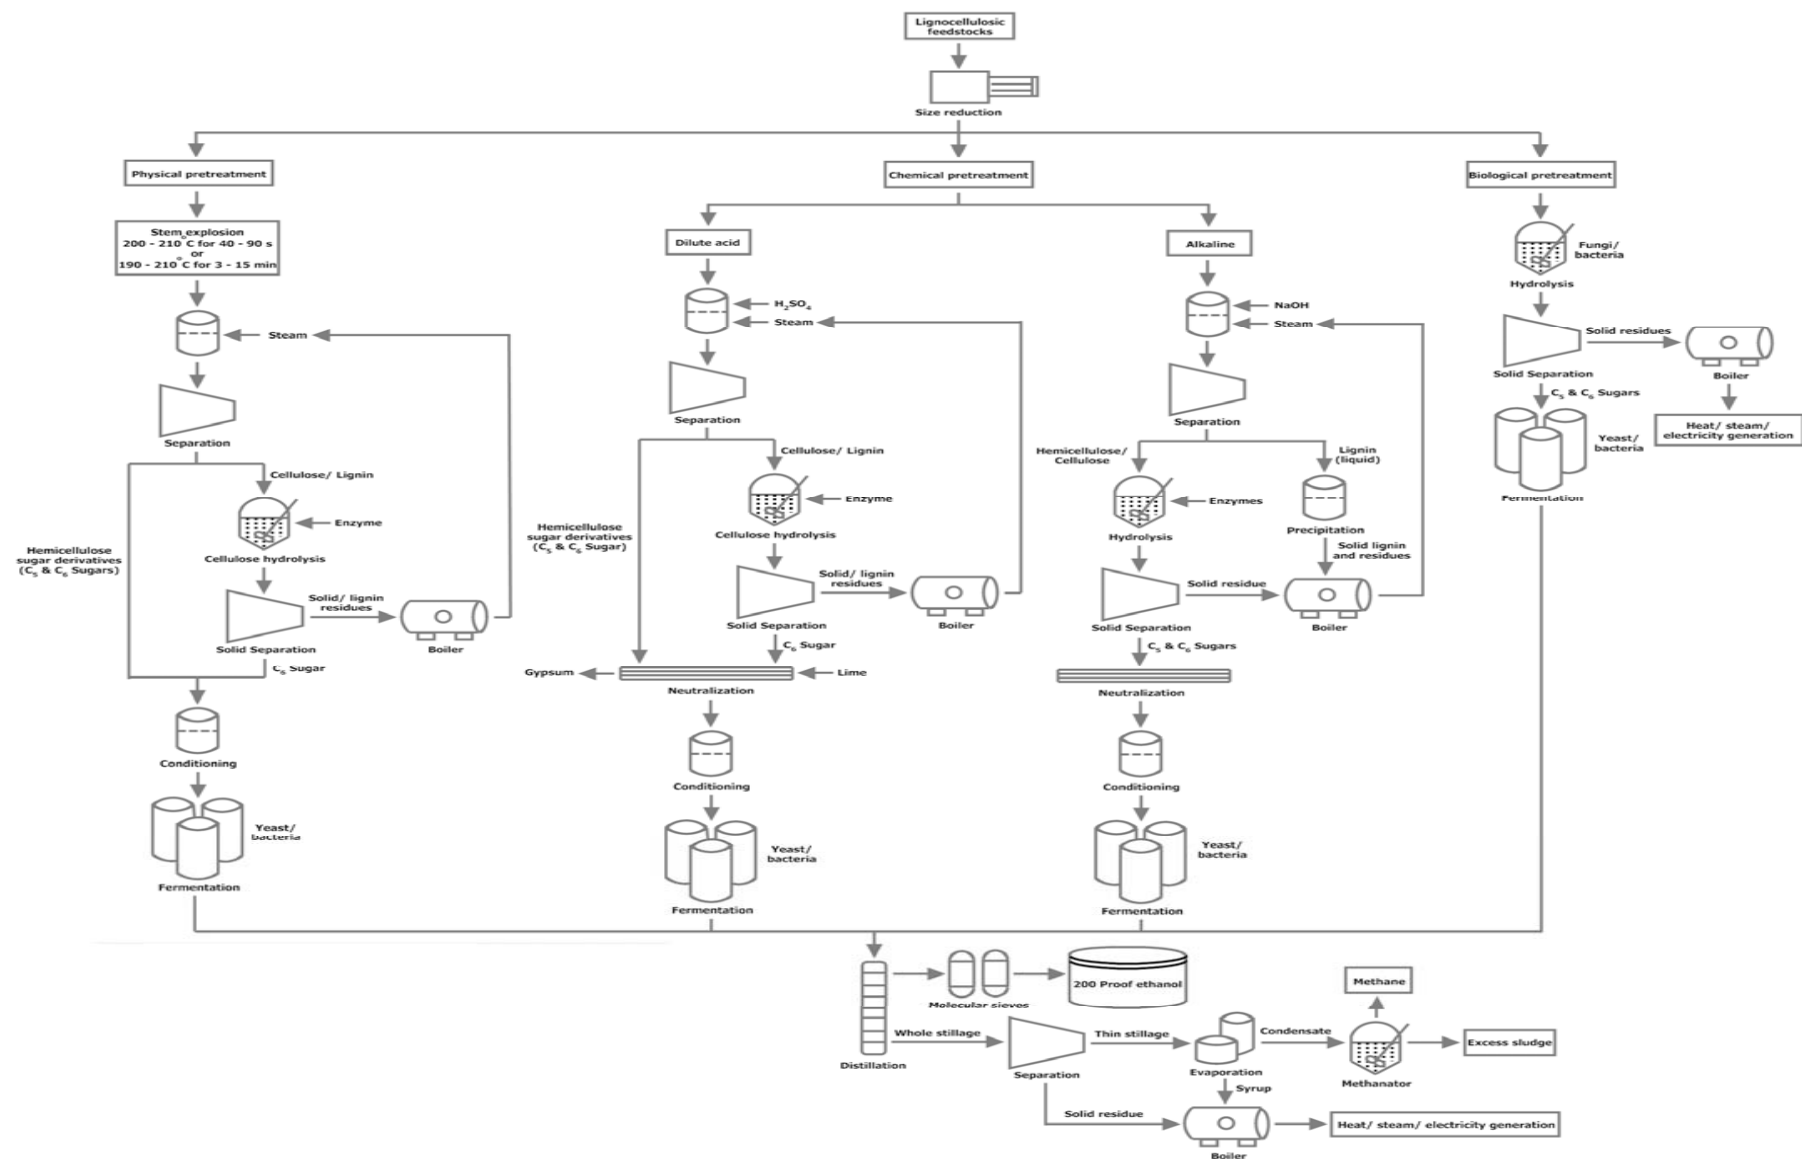 Lignocellulosic
feedstocks
Size reduction
Physical pretreatment
Chemical pretreatment
Biological pretreatment
Stem explosion
200 - 210°C for 40 - 90 s
or
190 - 210°C for 3 - 15 min
Steam
Separation
Cellulose/ Lignin
Enzyme
Cellulose hydrolysis
Hemicellulose
sugar derivatives
(C5 & C6 Sugars)
Solid/ lignin
residues
Solid Separation
Boiler
C6 Sugar
Conditioning
Yeast/
bacteria
Fermentation
Dilute acid
H2SO4
Steam
Separation
Cellulose/ Lignin
Enzyme
Cellulose hydrolysis
Hemicellulose
sugar derivatives
(C5 & C6 Sugar)
Solid/ lignin
residues
Solid Separation
Boiler
C6 Sugar
Gypsum
Lime
Neutralization
Conditioning
Yeast/
bacteria
Fermentation
Alkaline
NaOH
Steam
Separation
Hemicellulose/
Cellulose
Lignin
(liquid)
Enzymes
Hydrolysis
Precipitation
Solid lignin
and residues
Solid residue
Solid Separation
Boiler
C5 & C6 Sugars
Neutralization
Conditioning
Yeast/
bacteria
Fermentation
Fungi/
bacteria
Hydrolysis
Solid residues
Solid Separation
Boiler
C5 & C6 Sugars
Heat/ steam/
electricity generation
Yeast/
bacteria
Fermentation
Molecular sieves
200 Proof ethanol
Methane
Whole stillage
Thin stillage
Condensate
Excess sludge
Distillation
Separation
Evaporation
Methanator
Syrup
Solid residue
Heat/ steam/ electricity generation
Boiler